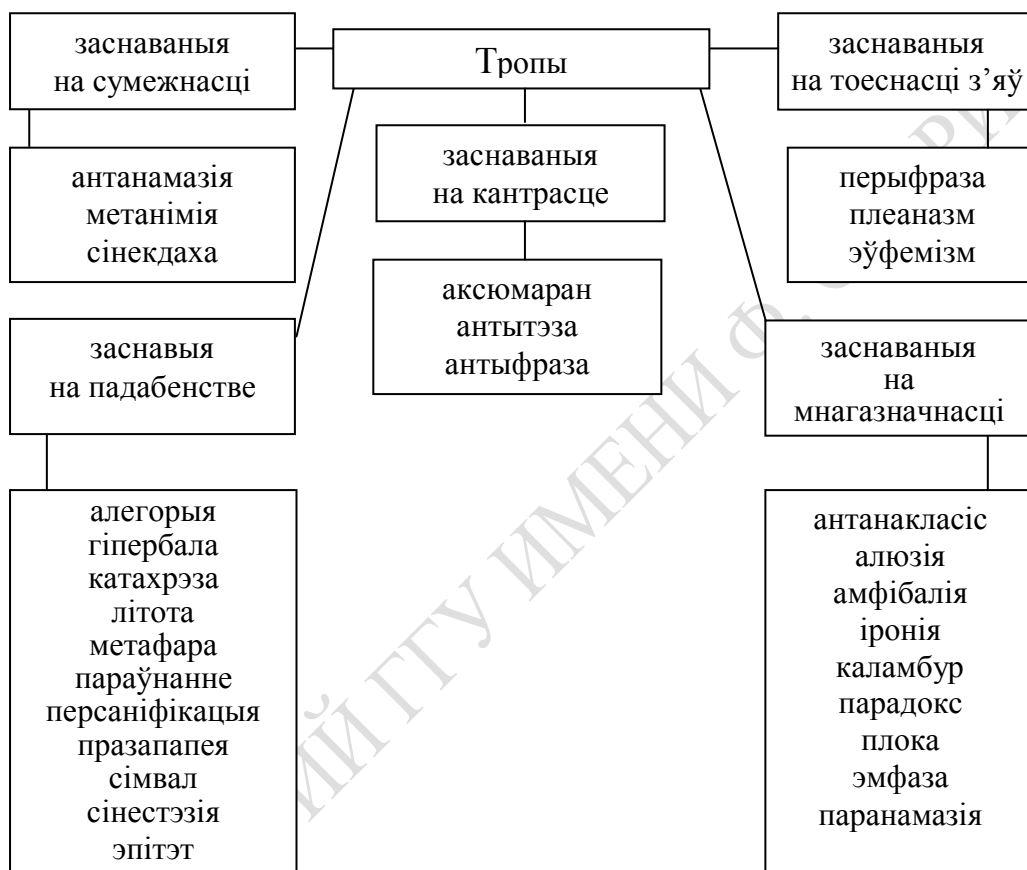 Тропы
заснаваныя
на сумежнасці
антанамазія
метанімія
сінекдаха
заснаваныя
на кантрасце
аксюмаран
антытэза
антыфраза
заснаваныя
на тоеснасці з’яў
перыфраза
плеаназм
эўфемізм
заснавыя
на падабенстве
алегорыя
гіпербала
катахрэза
літота
метафара
параўнанне
персаніфікацыя
празапапея
сімвал
сінестэзія
эпітэт
заснаваныя
на
мнагазначнасці
антанакласіс
алюзія
амфібалія
іронія
каламбур
парадокс
плока
эмфаза
паранамазія
ГГУ ИМЕНИ Ф.